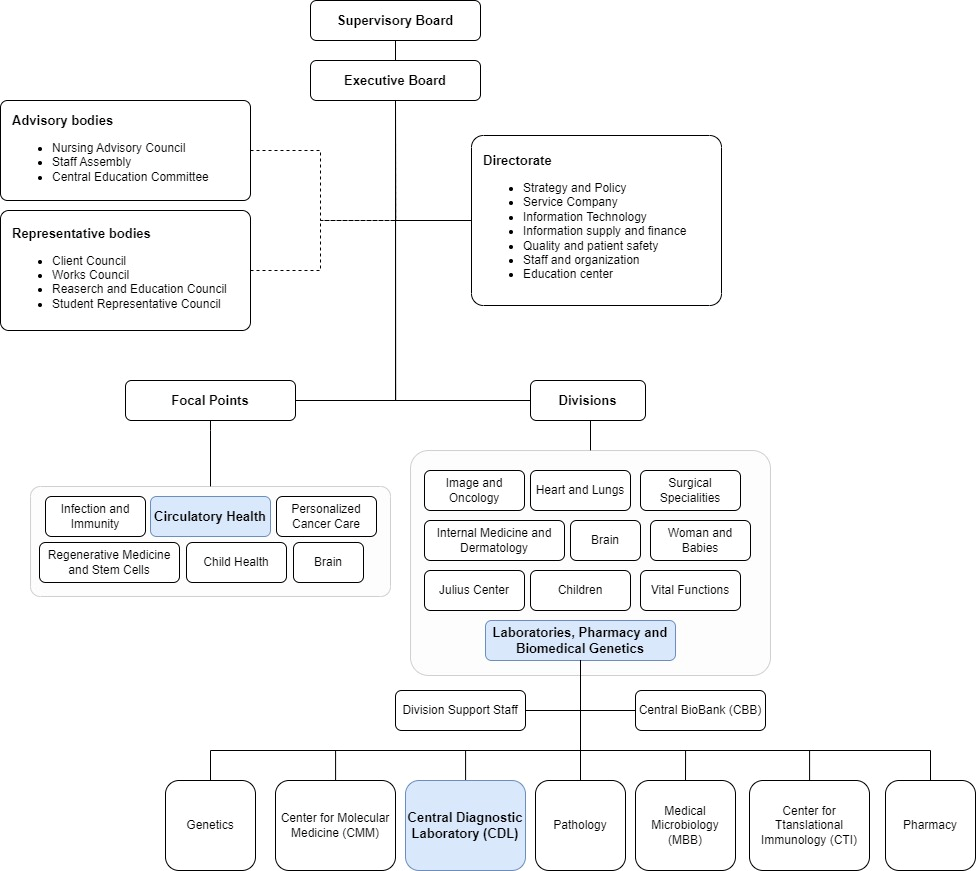 Supervisory Board
Executive Board
Advisory bodies
Nursing Advisory Council
Staff Assembly
Central Education Committee
Representative bodies
Client Council
Works Council
Reaserch and Education Council
Student Representative Council
Directorate
Strategy and Policy
Service Company
Information Technology
Information supply and finance
Quality and patient safety
Staff and organization
Education center
Focal Points
Divisions
Infection and
Immunity
Circulatory Health
Personalized
Cancer Care
Regenerative Medicine
and Stem Cells
Child Health
Brain
Image and
Oncology
Heart and Lungs
Surgical
Specialities
Internal Medicine and
Dermatology
Brain
Woman and
Babies
Julius Center
Children
Vital Functions
Laboratories, Pharmacy and
Biomedical Genetics
Division Support Staff
Central BioBank (CBB)
Genetics
Center for Molecular
Medicine (CMM)
Central Diagnostic
Laboratory (CDL)
Pathology
Medical
Microbiology
(MBB)
Center for
Ttanslational
Immunology (CTI)
Pharmacy